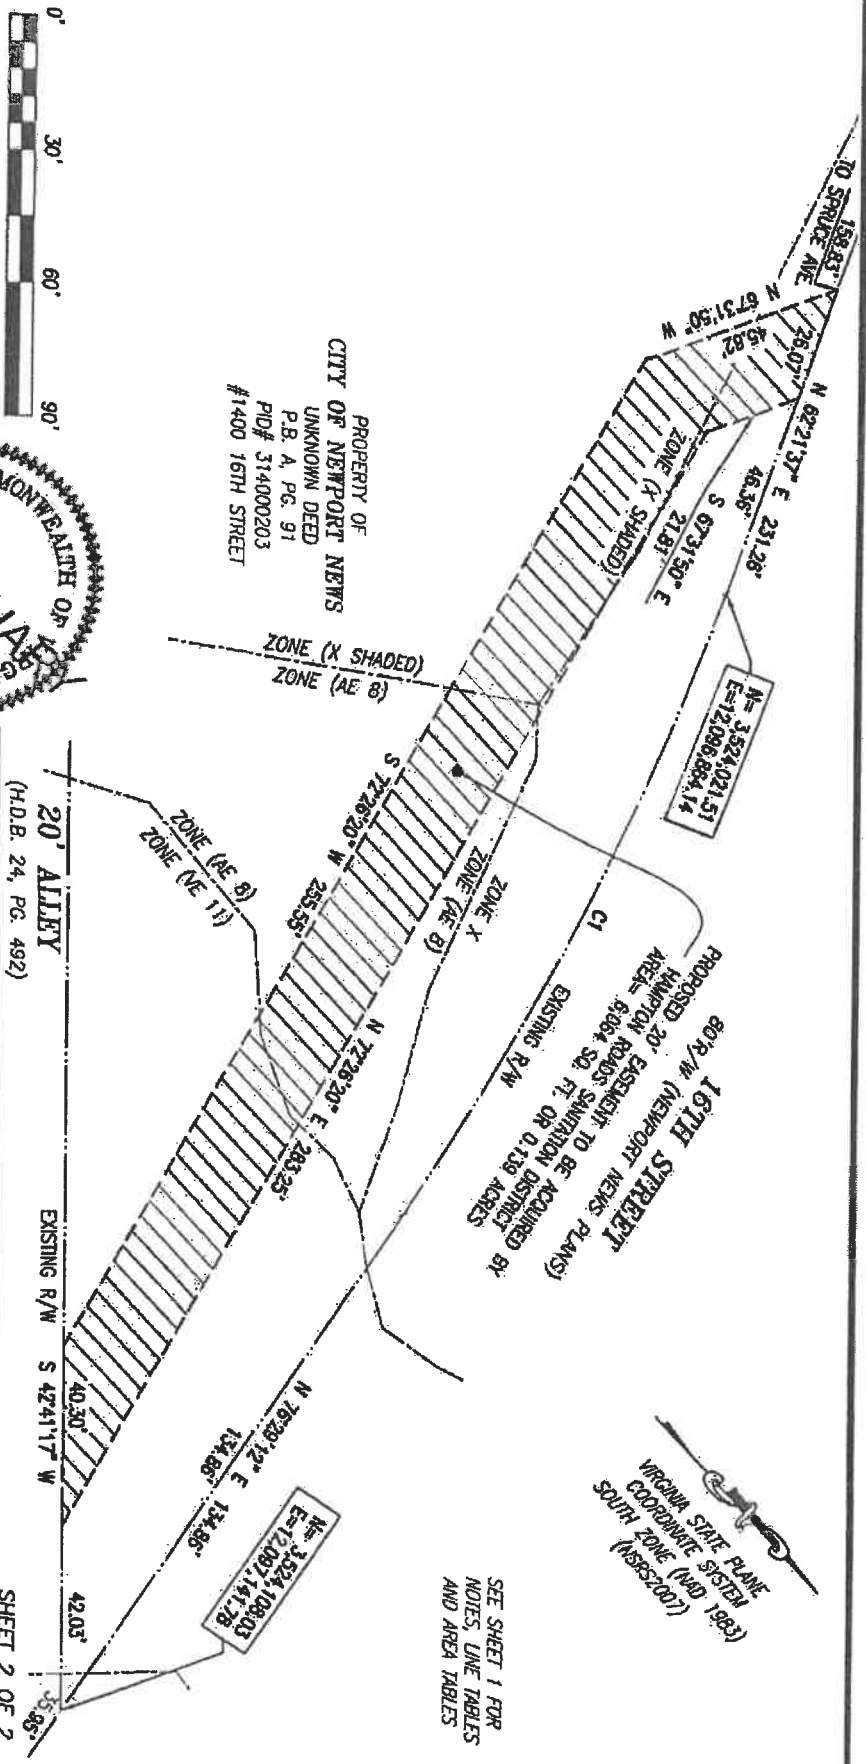 TO SPRUCE AVE
158.83'
26.07'
N 67°31'50" W
45.82'
N 62°21'37" E 231.26'
46.36'
S 67°31'50" E
21.81'
ZONE (X SHADED)
N= 3,524,021.51
E=12,096,864.14
C1
EXISTING R/W
16TH STREET
80'R/W (NEWPORT NEWS PLANS)
PROPOSED 20' EASEMENT TO BE ACQUIRED BY
HAMPTON ROADS SANITATION DISTRICT
AREA= 6,064 SQ. FT. OR 0.139 ACRES
VIRGINIA STATE PLANE
COORDINATE SYSTEM
SOUTH ZONE (NAD 1983)
(NSRS2007)
SEE SHEET 1 FOR
NOTES, LINE TABLES
AND AREA TABLES
PROPERTY OF
CITY OF NEWPORT NEWS
UNKNOWN DEED
P.B. A, PG. 91
PID# 314000203
#1400 16TH STREET
ZONE (X SHADED)
ZONE (AE 8)
ZONE X
ZONE (AE 8)
S 72°26'20" W
255.55'
N 72°26'20" E
283.25'
ZONE (AE 8)
ZONE (VE 11)
N 76°29'12" E
134.86'
134.86'
N= 3,524,108.03
E=12,097,141.78
20' ALLEY
(H.D.B. 24, PG. 492)
EXISTING R/W S 42°41'17" W
40.30'
42.03'
35.95'
0' 30' 60' 90'
MONWEALTH OF
SHEET 2 OF 2